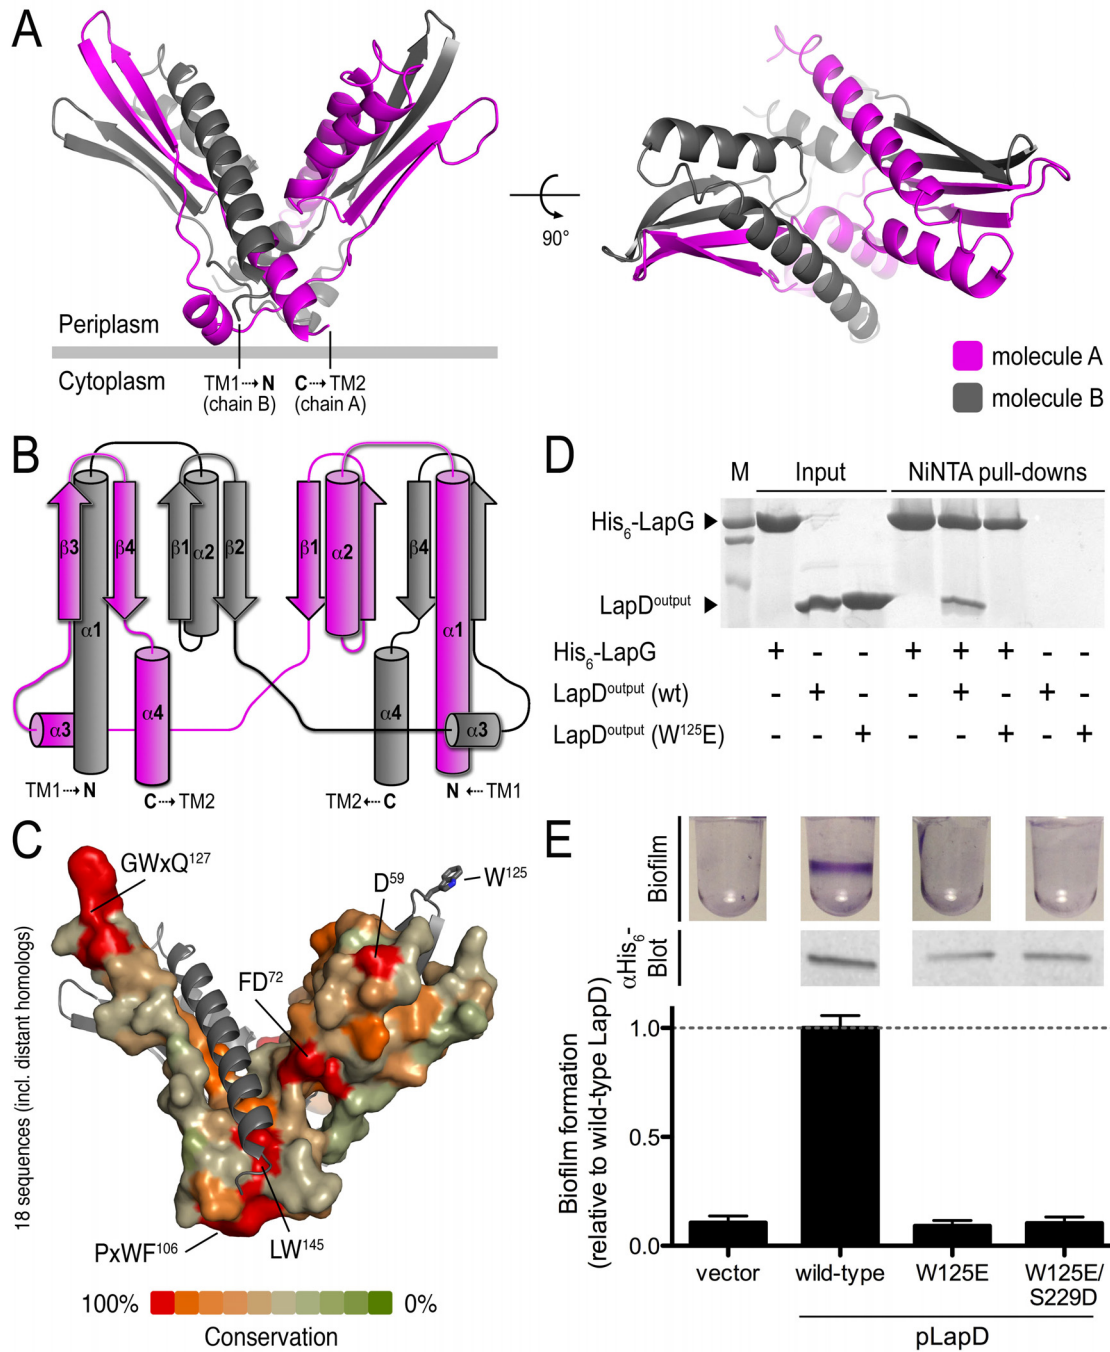 A
90°
Periplasm
Cytoplasm
TM1⇢N
(chain B)
C⇢TM2
(chain A)
molecule A
molecule B
B
β3
α1
β4
β1
α2
β2
β1
α2
β4
α1
α3
α4
α4
α3
TM1⇢N
C⇢TM2
TM2⇠C
N⇠TM1
D
M
Input
NiNTA pull-downs
His6-LapG
LapDoutput
His6-LapG + - - + + + - -
LapDoutput (wt) - + - - + - + -
LapDoutput (W125E) - - + - - + - +
C
GWxQ127
D59
W125
FD72
PxWF106
LW145
18 sequences (incl. distant homologs)
100%
0%
Conservation
E
Biofilm
αHis6-
Blot
Biofilm formation
(relative to wild-type LapD)
1.0
0.5
0.0
vector
wild-type
W125E
W125E/
S229D
pLapD